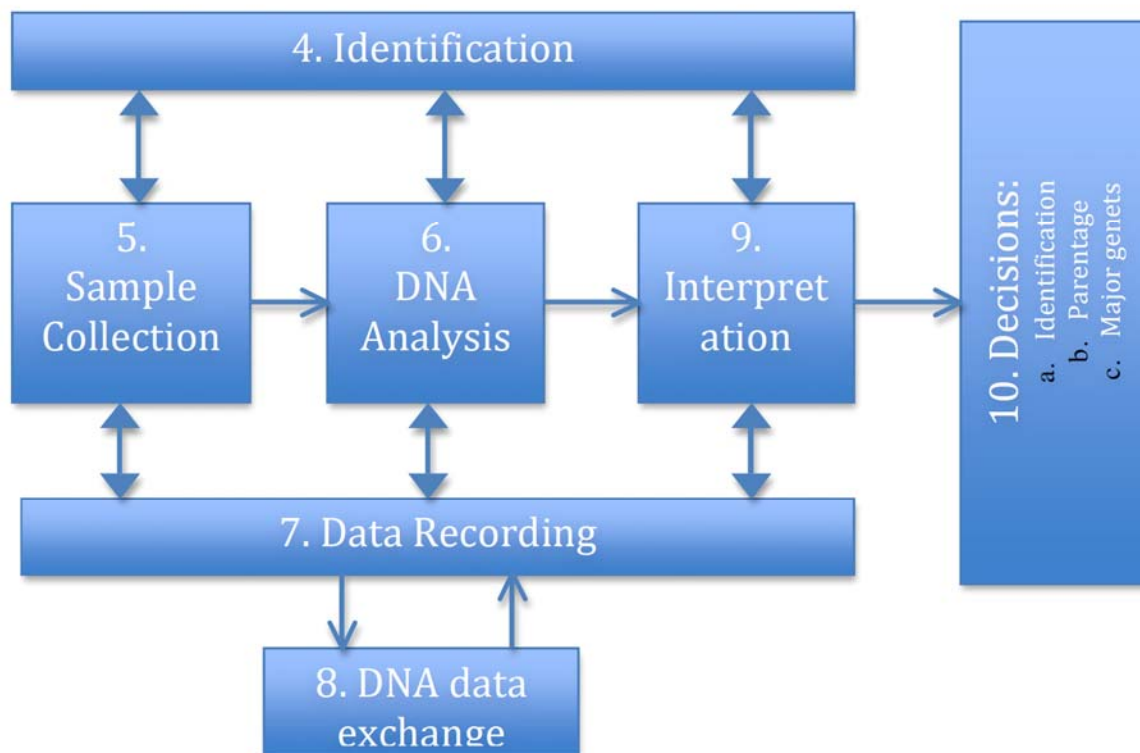 4. Identification
5.
Sample
Collection
6.
DNA
Analysis
9.
Interpret
ation
10. Decisions:
a. Identification
b. Parentage
c. Major genets
7. Data Recording
8. DNA data
exchange